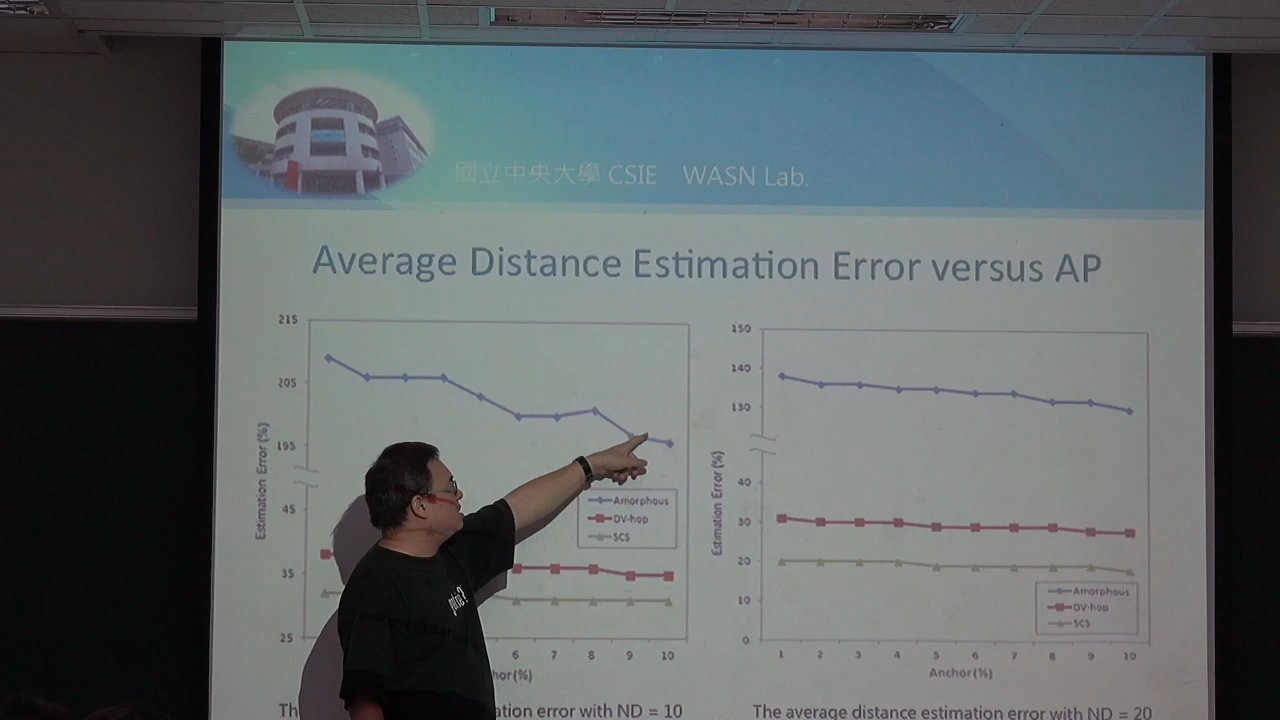 國立中央大學 CSIE WASN Lab.
Average Distance Estimation Error versus AP
215
205
195
45
35
25
Estimation Error (%)
Amorphous
DV-hop
SCS
6 7 8 9 10
hor(%)
Th
ation error with ND = 10
150
140
130
40
30
20
10
0
Estimation Error (%)
Amorphous
DV-hop
SCS
1 2 3 4 5 6 7 8 9 10
Anchor(%)
The average distance estimation error with ND = 20